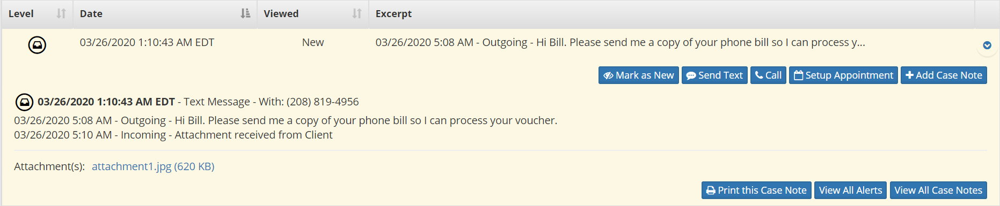 Level Date Viewed Excerpt
03/26/2020 1:10:43 AM EDT New 03/26/2020 5:08 AM - Outgoing - Hi Bill. Please send me a copy of your phone bill so I can process y...
Mark as New Send Text Call Setup Appointment Add Case Note
03/26/2020 1:10:43 AM EDT - Text Message - With: (208) 819-4956
03/26/2020 5:08 AM - Outgoing - Hi Bill. Please send me a copy of your phone bill so I can process your voucher.
03/26/2020 5:10 AM - Incoming - Attachment received from Client
Attachment(s): attachment1.jpg (620 KB)
Print this Case Note View All Alerts View All Case Notes